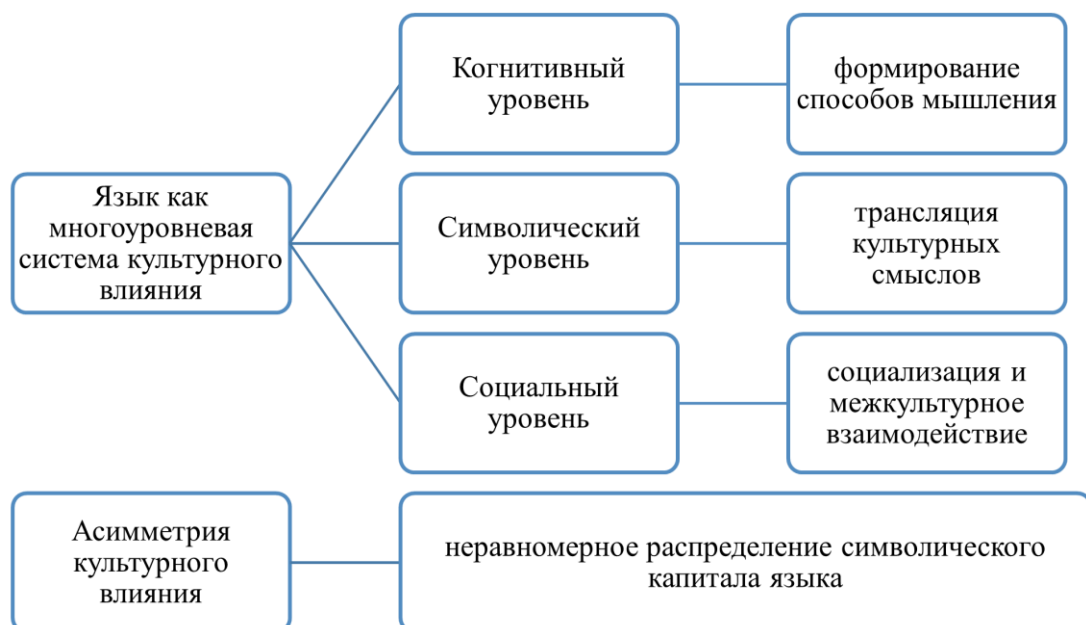 Язык как
многоуровневая
система культурного
влияния
Когнитивный
уровень
формирование
способов мышления
Символический
уровень
трансляция
культурных
смыслов
Социальный
уровень
социализация и
межкультурное
взаимодействие
Асимметрия
культурного
влияния
неравномерное распределение символического
капитала языка